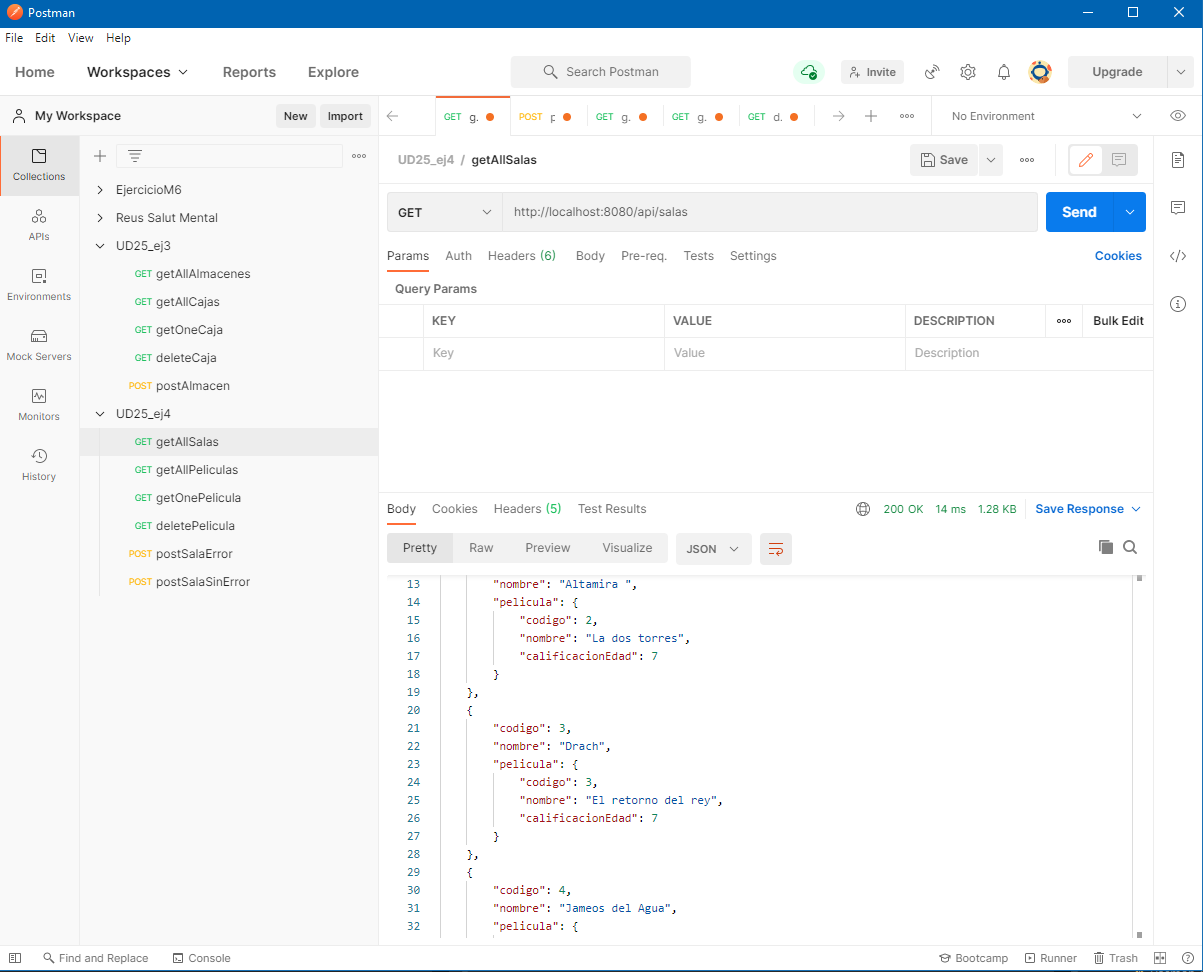 Postman
File Edit View Help
Home Workspaces Reports Explore Search Postman Invite Upgrade
My Workspace New Import GET g. POST p GET g. GET g. GET d. No Environment
Collections
APIs
Environments
Mock Servers
Monitors
History
EjercicioM6
Reus Salut Mental
UD25_ej3
GET getAllAlmacenes
GET getAllCajas
GET getOneCaja
GET deleteCaja
POST postAlmacen
UD25_ej4
GET getAllSalas
GET getAllPeliculas
GET getOnePelicula
GET deletePelicula
POST postSalaError
POST postSalaSinError
UD25_ej4 / getAllSalas Save
GET http://localhost:8080/api/salas Send
Params Auth Headers (6) Body Pre-req. Tests Settings Cookies
Query Params
KEY VALUE DESCRIPTION Bulk Edit
Key Value Description
Body Cookies Headers (5) Test Results 200 OK 14 ms 1.28 KB Save Response
Pretty Raw Preview Visualize JSON
13 "nombre": "Altamira ",
14 "pelicula": {
15 "codigo": 2,
16 "nombre": "La dos torres",
17 "calificacionEdad": 7
18 }
19 },
20 {
21 "codigo": 3,
22 "nombre": "Drach",
23 "pelicula": {
24 "codigo": 3,
25 "nombre": "El retorno del rey",
26 "calificacionEdad": 7
27 }
28 },
29 {
30 "codigo": 4,
31 "nombre": "Jameos del Agua",
32 "pelicula": {
Find and Replace Console Bootcamp Runner Trash